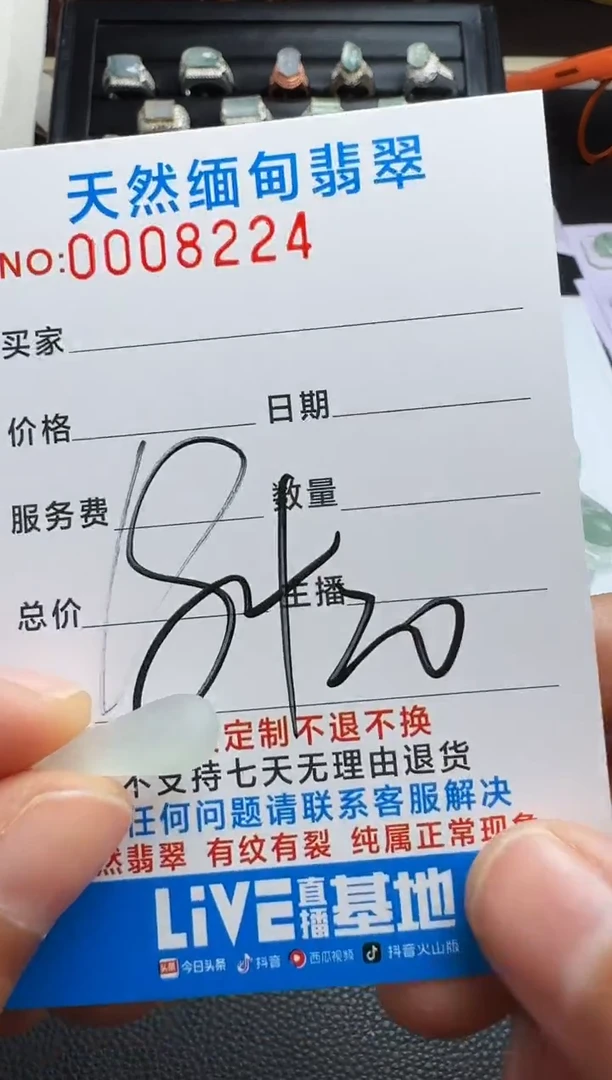 天然缅甸翡翠
NO:0008224
买家
价格 日期
服务费 数量
总价 主播
定制不退不换
不支持七天无理由退货
任何问题请联系客服解决
然翡翠 有纹有裂 纯属正常现象
LiVE直播基地
头条 今日头条 抖音 西瓜视频 抖音火山版